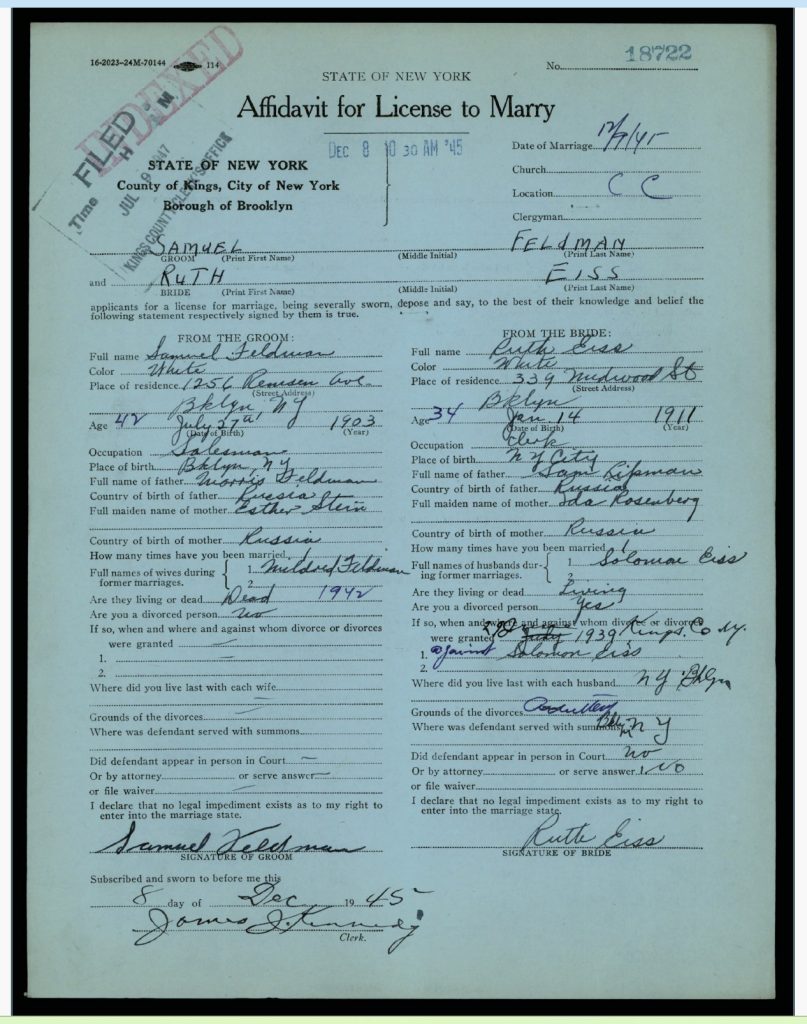 16-2023-24M-70144 114
No. 18722
INDEXED
STATE OF NEW YORK
Affidavit for License to Marry
FILED
Time H M
JUL 9 1947
KINGS COUNTY CLERK'S OFFICE
DEC 8 10 30 AM '45
Date of Marriage 12/9/45
STATE OF NEW YORK
Church
County of Kings, City of New York
Location C C
Borough of Brooklyn
Clergyman
SAMUEL FELDMAN
GROOM (Print First Name) (Middle Initial) (Print Last Name)
and RUTH EISS
BRIDE (Print First Name) (Middle Initial) (Print Last Name)
applicants for a license for marriage, being severally sworn, depose and say, to the best of their knowledge and belief the
following statement respectively signed by them is true.
FROM THE GROOM:
Full name Samuel Feldman
Color White
Place of residence 1256 Remsen Ave
(Street Address)
Bklyn, NY
Age 42 July 27 1903
(Date of Birth) (Year)
Occupation Salesman
Place of birth Bklyn, NY
Full name of father Morris Feldman
Country of birth of father Russia
Full maiden name of mother Esther Stein
Country of birth of mother Russia
How many times have you been married 1
Full names of wives during
former marriages.
1. Mildred Feldman
2.
Are they living or dead Dead 1942
Are you a divorced person no
If so, when and where and against whom divorce or divorces
were granted —
1. —
2.
Where did you live last with each wife —
Grounds of the divorces —
Where was defendant served with summons
Did defendant appear in person in Court —
Or by attorney or serve answer —
or file waiver —
I declare that no legal impediment exists as to my right to
enter into the marriage state.
Samuel Feldman
SIGNATURE OF GROOM
Subscribed and sworn to before me this
8 day of Dec 1945
James J. Kennedy
Clerk.
FROM THE BRIDE:
Full name Ruth Eiss
Color White
Place of residence 339 Midwood St
(Street Address)
Bklyn
Age 34 Jan. 14 1911
(Date of Birth) (Year)
Occupation Clerk
Place of birth N Y City
Full name of father Sam Lipman
Country of birth of father Russia
Full maiden name of mother Ida Rosenberg
Country of birth of mother Russia
How many times have you been married 1
Full names of husbands dur-
ing former marriages.
1. Solomon Eiss
2.
Are they living or dead Living
Are you a divorced person Yes
If so, when and where and against whom divorce or divorces
were granted July 1939 Kings Co NY.
1. against Solomon Eiss
2.
Where did you live last with each husband NY Bklyn
Grounds of the divorces Adultery
Where was defendant served with summons Bklyn N Y
Did defendant appear in person in Court no
Or by attorney or serve answer No
or file waiver
I declare that no legal impediment exists as to my right to
enter into the marriage state.
Ruth Eiss
SIGNATURE OF BRIDE